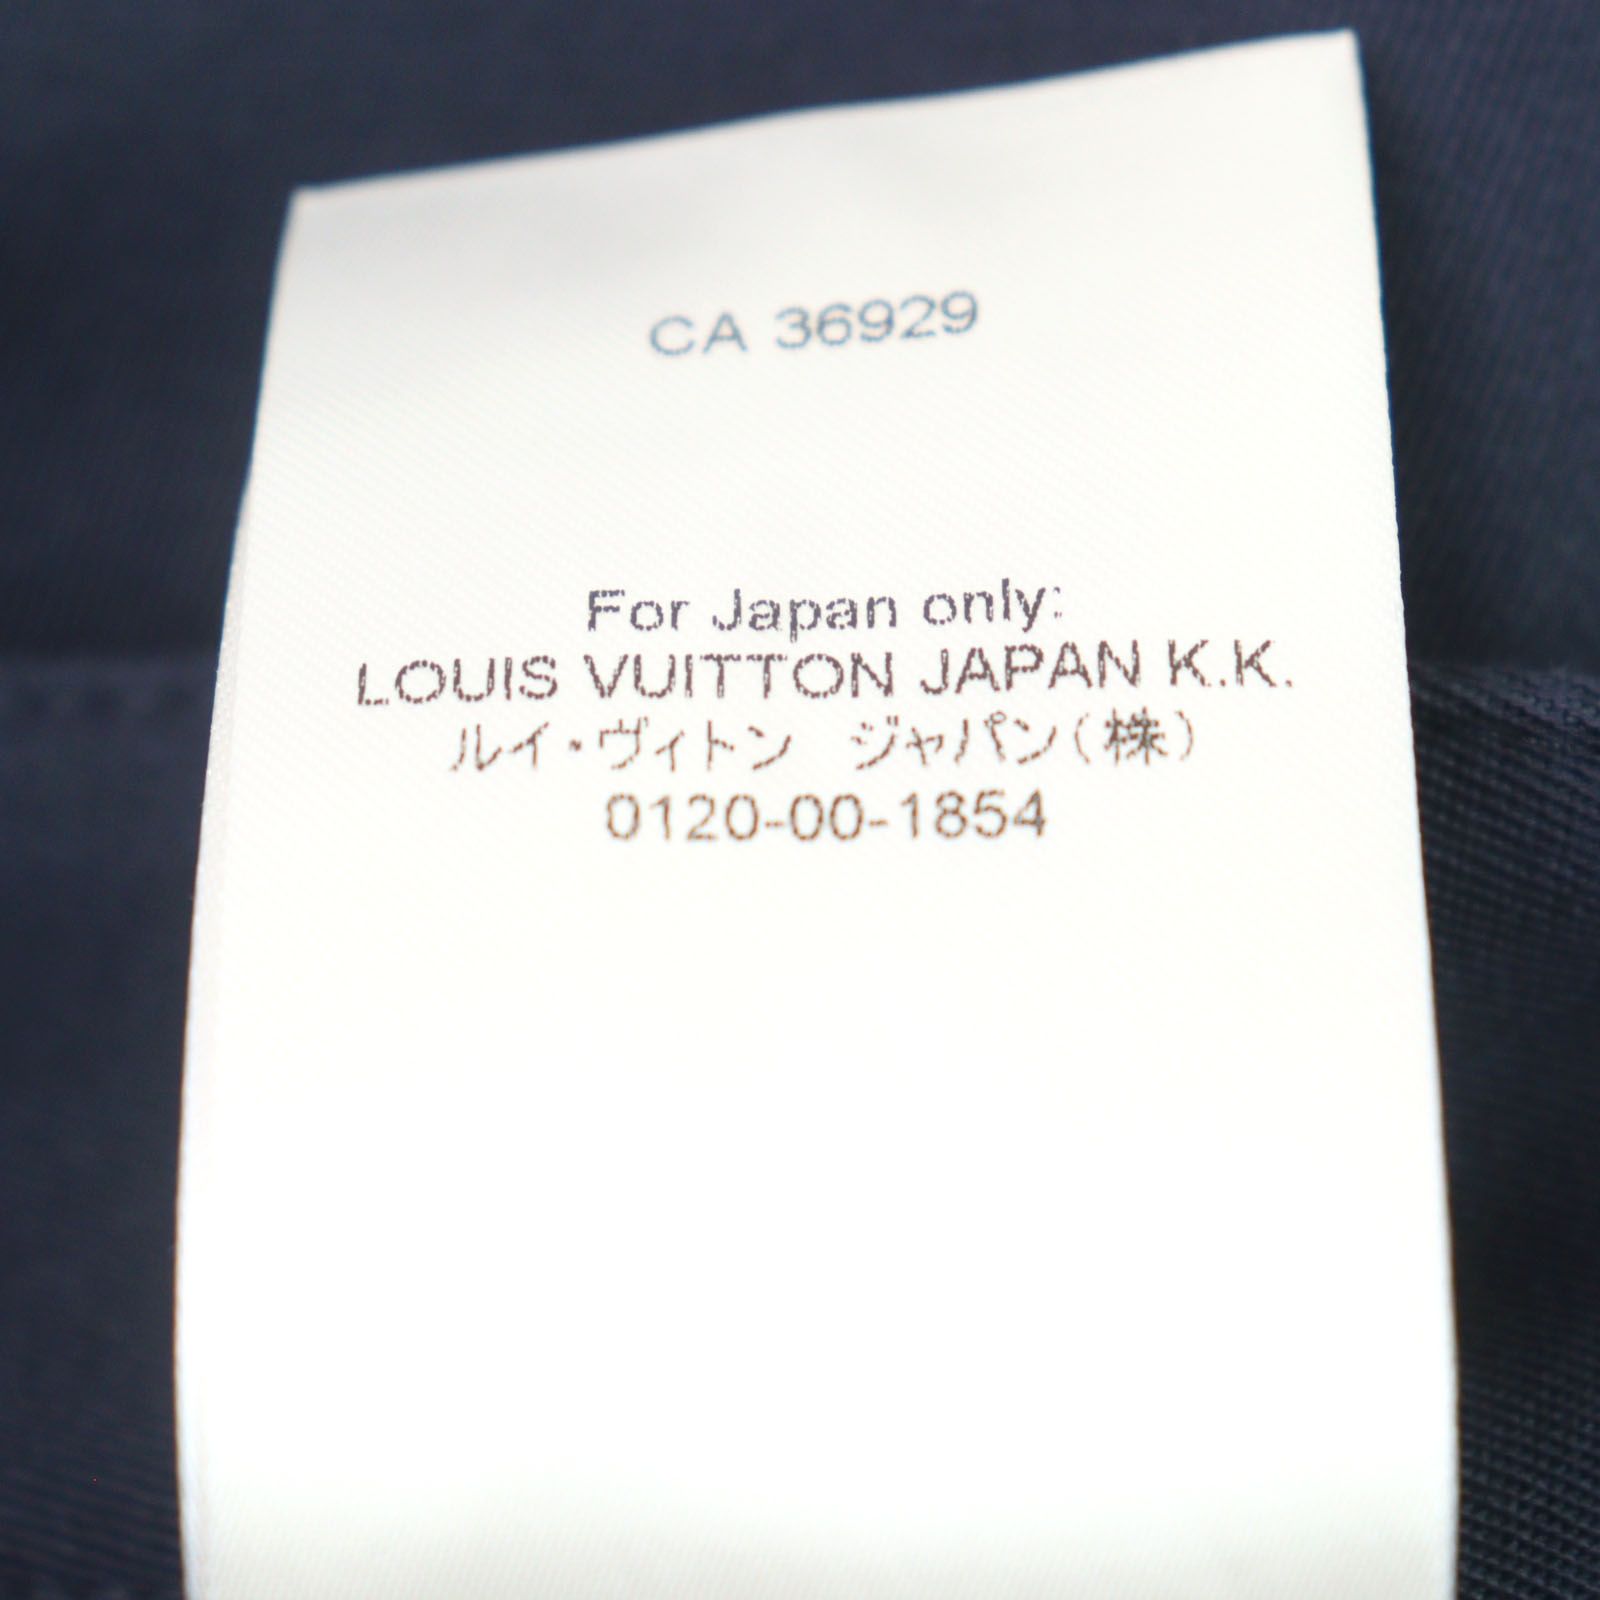 CA 36929
For Japan only:
LOUIS VUITTON JAPAN K.K.
ルイ・ヴィトン　ジャパン（株）
0120-00-1854